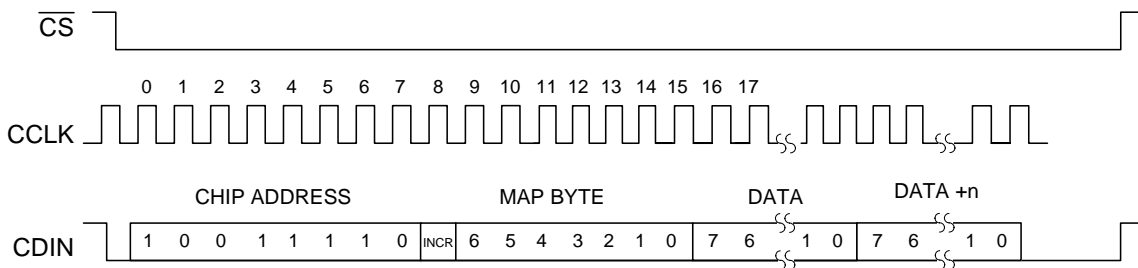 CS
0 1 2 3 4 5 6 7 8 9 10 11 12 13 14 15 16 17
CCLK
CHIP ADDRESS MAP BYTE DATA DATA +n
CDIN 1 0 0 1 1 1 1 0 INCR 6 5 4 3 2 1 0 7 6 1 0 7 6 1 0